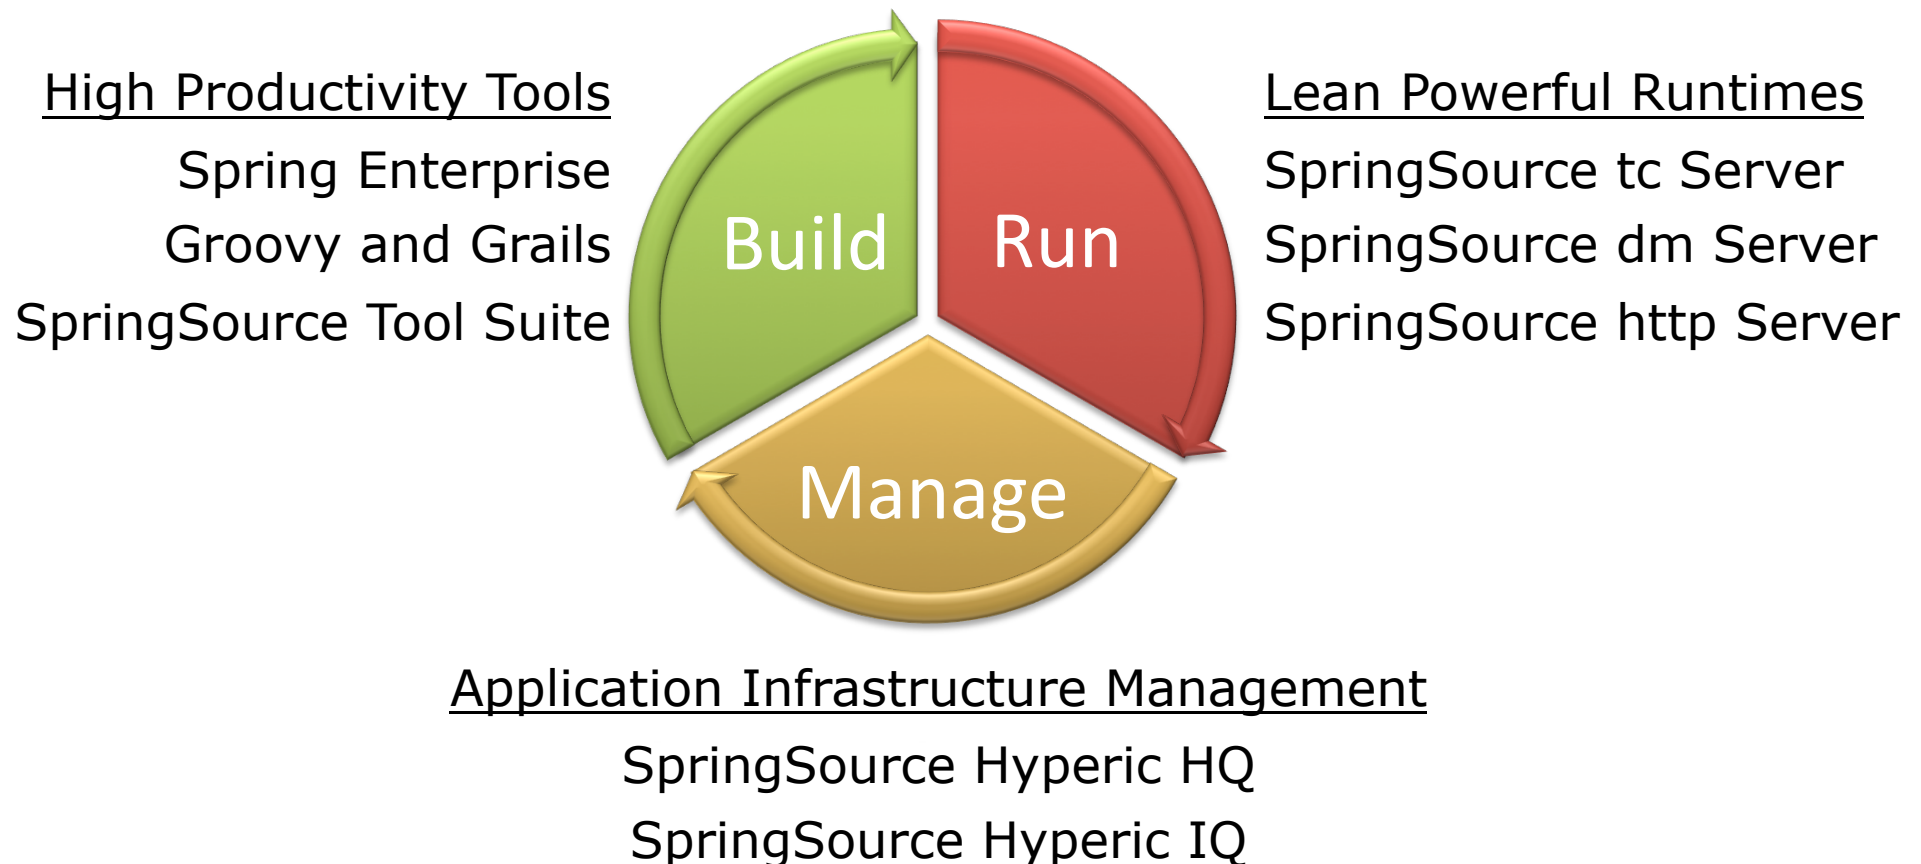 High Productivity Tools
Spring Enterprise
Groovy and Grails
SpringSource Tool Suite
Build
Run
Manage
Lean Powerful Runtimes
SpringSource tc Server
SpringSource dm Server
SpringSource http Server
Application Infrastructure Management
SpringSource Hyperic HQ
SpringSource Hyperic IQ